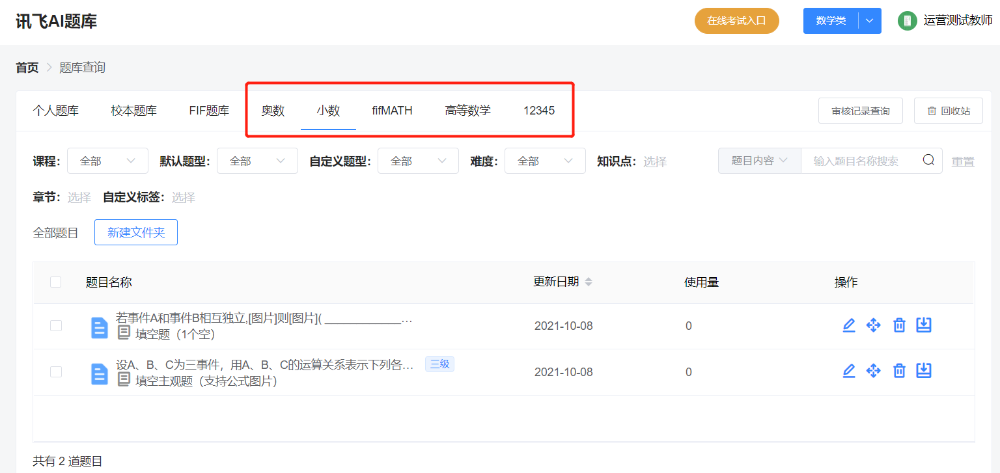 讯飞AI题库
在线考试入口
数学类
运营测试教师
首页 > 题库查询
个人题库 校本题库 FIF题库 奥数 小数 fifMATH 高等数学 12345 审核记录查询 回收站
课程: 全部 默认题型: 全部 自定义题型: 全部 难度: 全部 知识点: 选择 题目内容 输入题目名称搜索 重置
章节: 选择 自定义标签: 选择
全部题目 新建文件夹
题目名称 更新日期 使用量 操作
若事件A和事件B相互独立,[图片]则[图片]( ____________…
填空题（1个空） 2021-10-08 0
设A、B、C为三事件，用A、B、C的运算关系表示下列各… 三级
填空主观题（支持公式图片） 2021-10-08 0
共有 2 道题目